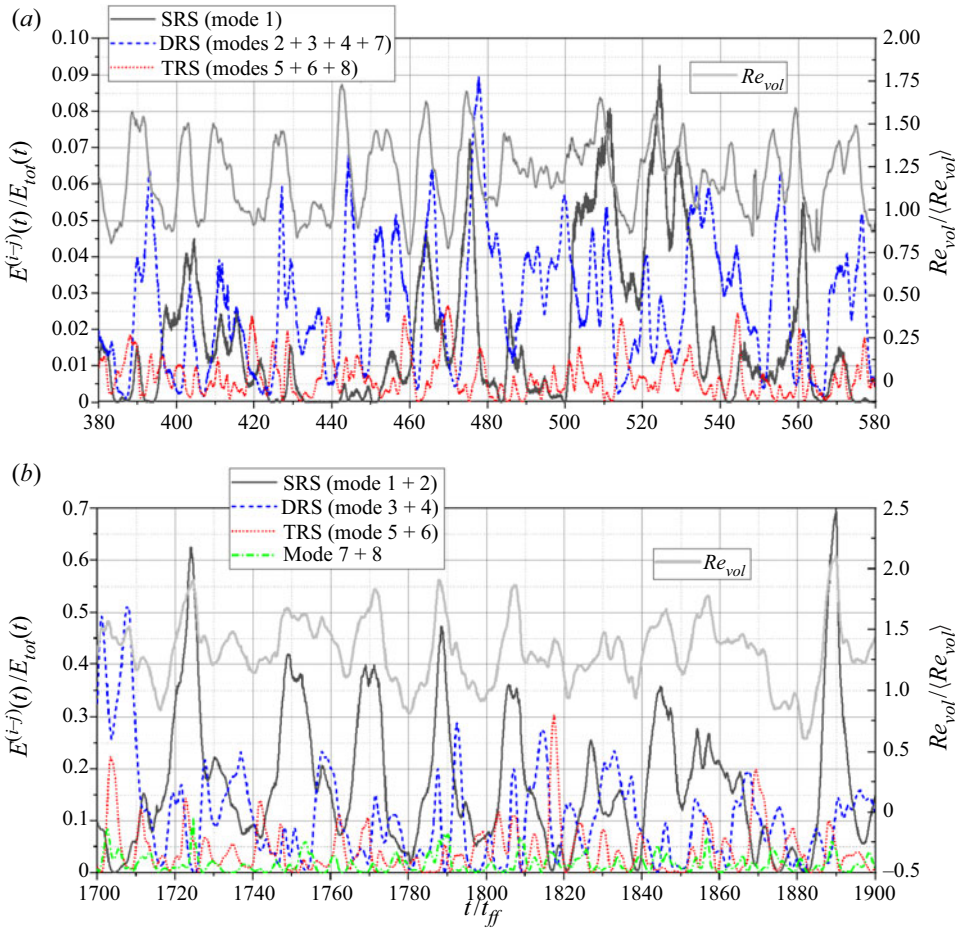 (a)
SRS (mode 1)
DRS (modes 2 + 3 + 4 + 7)
TRS (modes 5 + 6 + 8)
Re_vol
E^(i–j)(t)/E_tot(t)
0.10
0.09
0.08
0.07
0.06
0.05
0.04
0.03
0.02
0.01
0
2.00
1.75
1.50
1.25
1.00
0.75
0.50
0.25
0
Re_vol/⟨Re_vol⟩
380 400 420 440 460 480 500 520 540 560 580
(b)
SRS (mode 1 + 2)
DRS (mode 3 + 4)
TRS (mode 5 + 6)
Mode 7 + 8
Re_vol
E^(i–j)(t)/E_tot(t)
0.7
0.6
0.5
0.4
0.3
0.2
0.1
0
2.5
2.0
1.5
1.0
0.5
0
–0.5
Re_vol/⟨Re_vol⟩
1700 1720 1740 1760 1780 1800 1820 1840 1860 1880 1900
t/t_ff